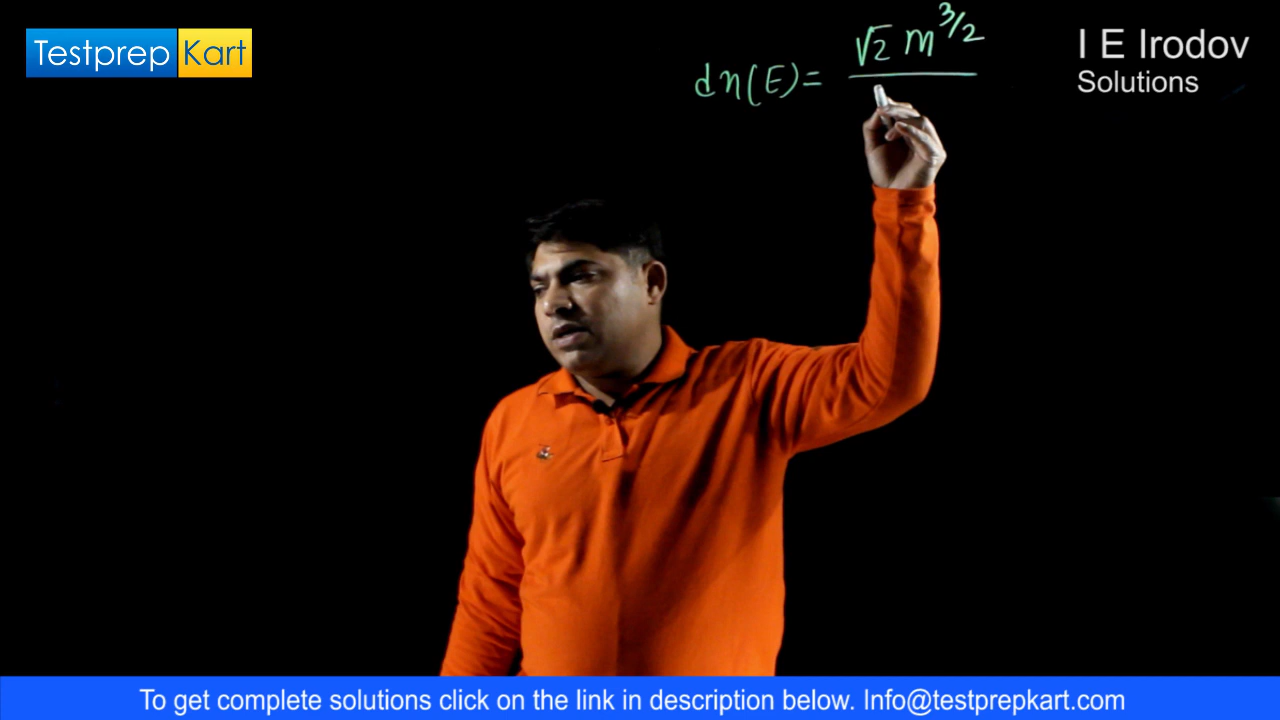 Testprep Kart
dn(E) = √2 m^3/2
I E Irodov
Solutions
To get complete solutions click on the link in description below. Info@testprepkart.com